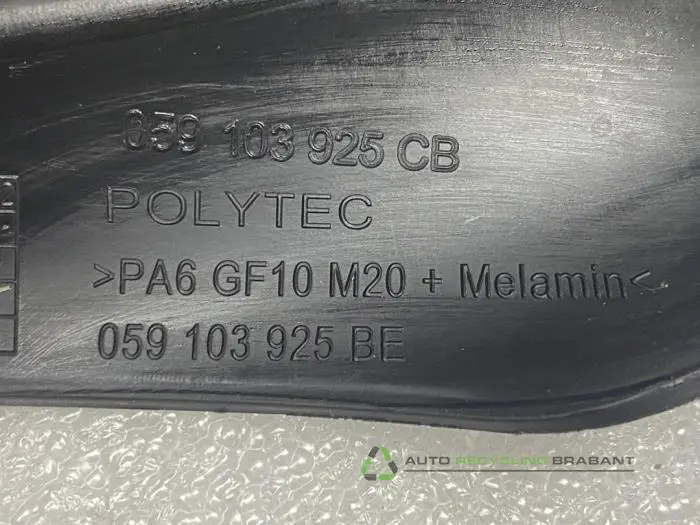 059 103 925 CB
POLYTEC
>PA6 GF10 M20 + Melamin<
059 103 925 BE
AUTO RECYCLING BRABANT